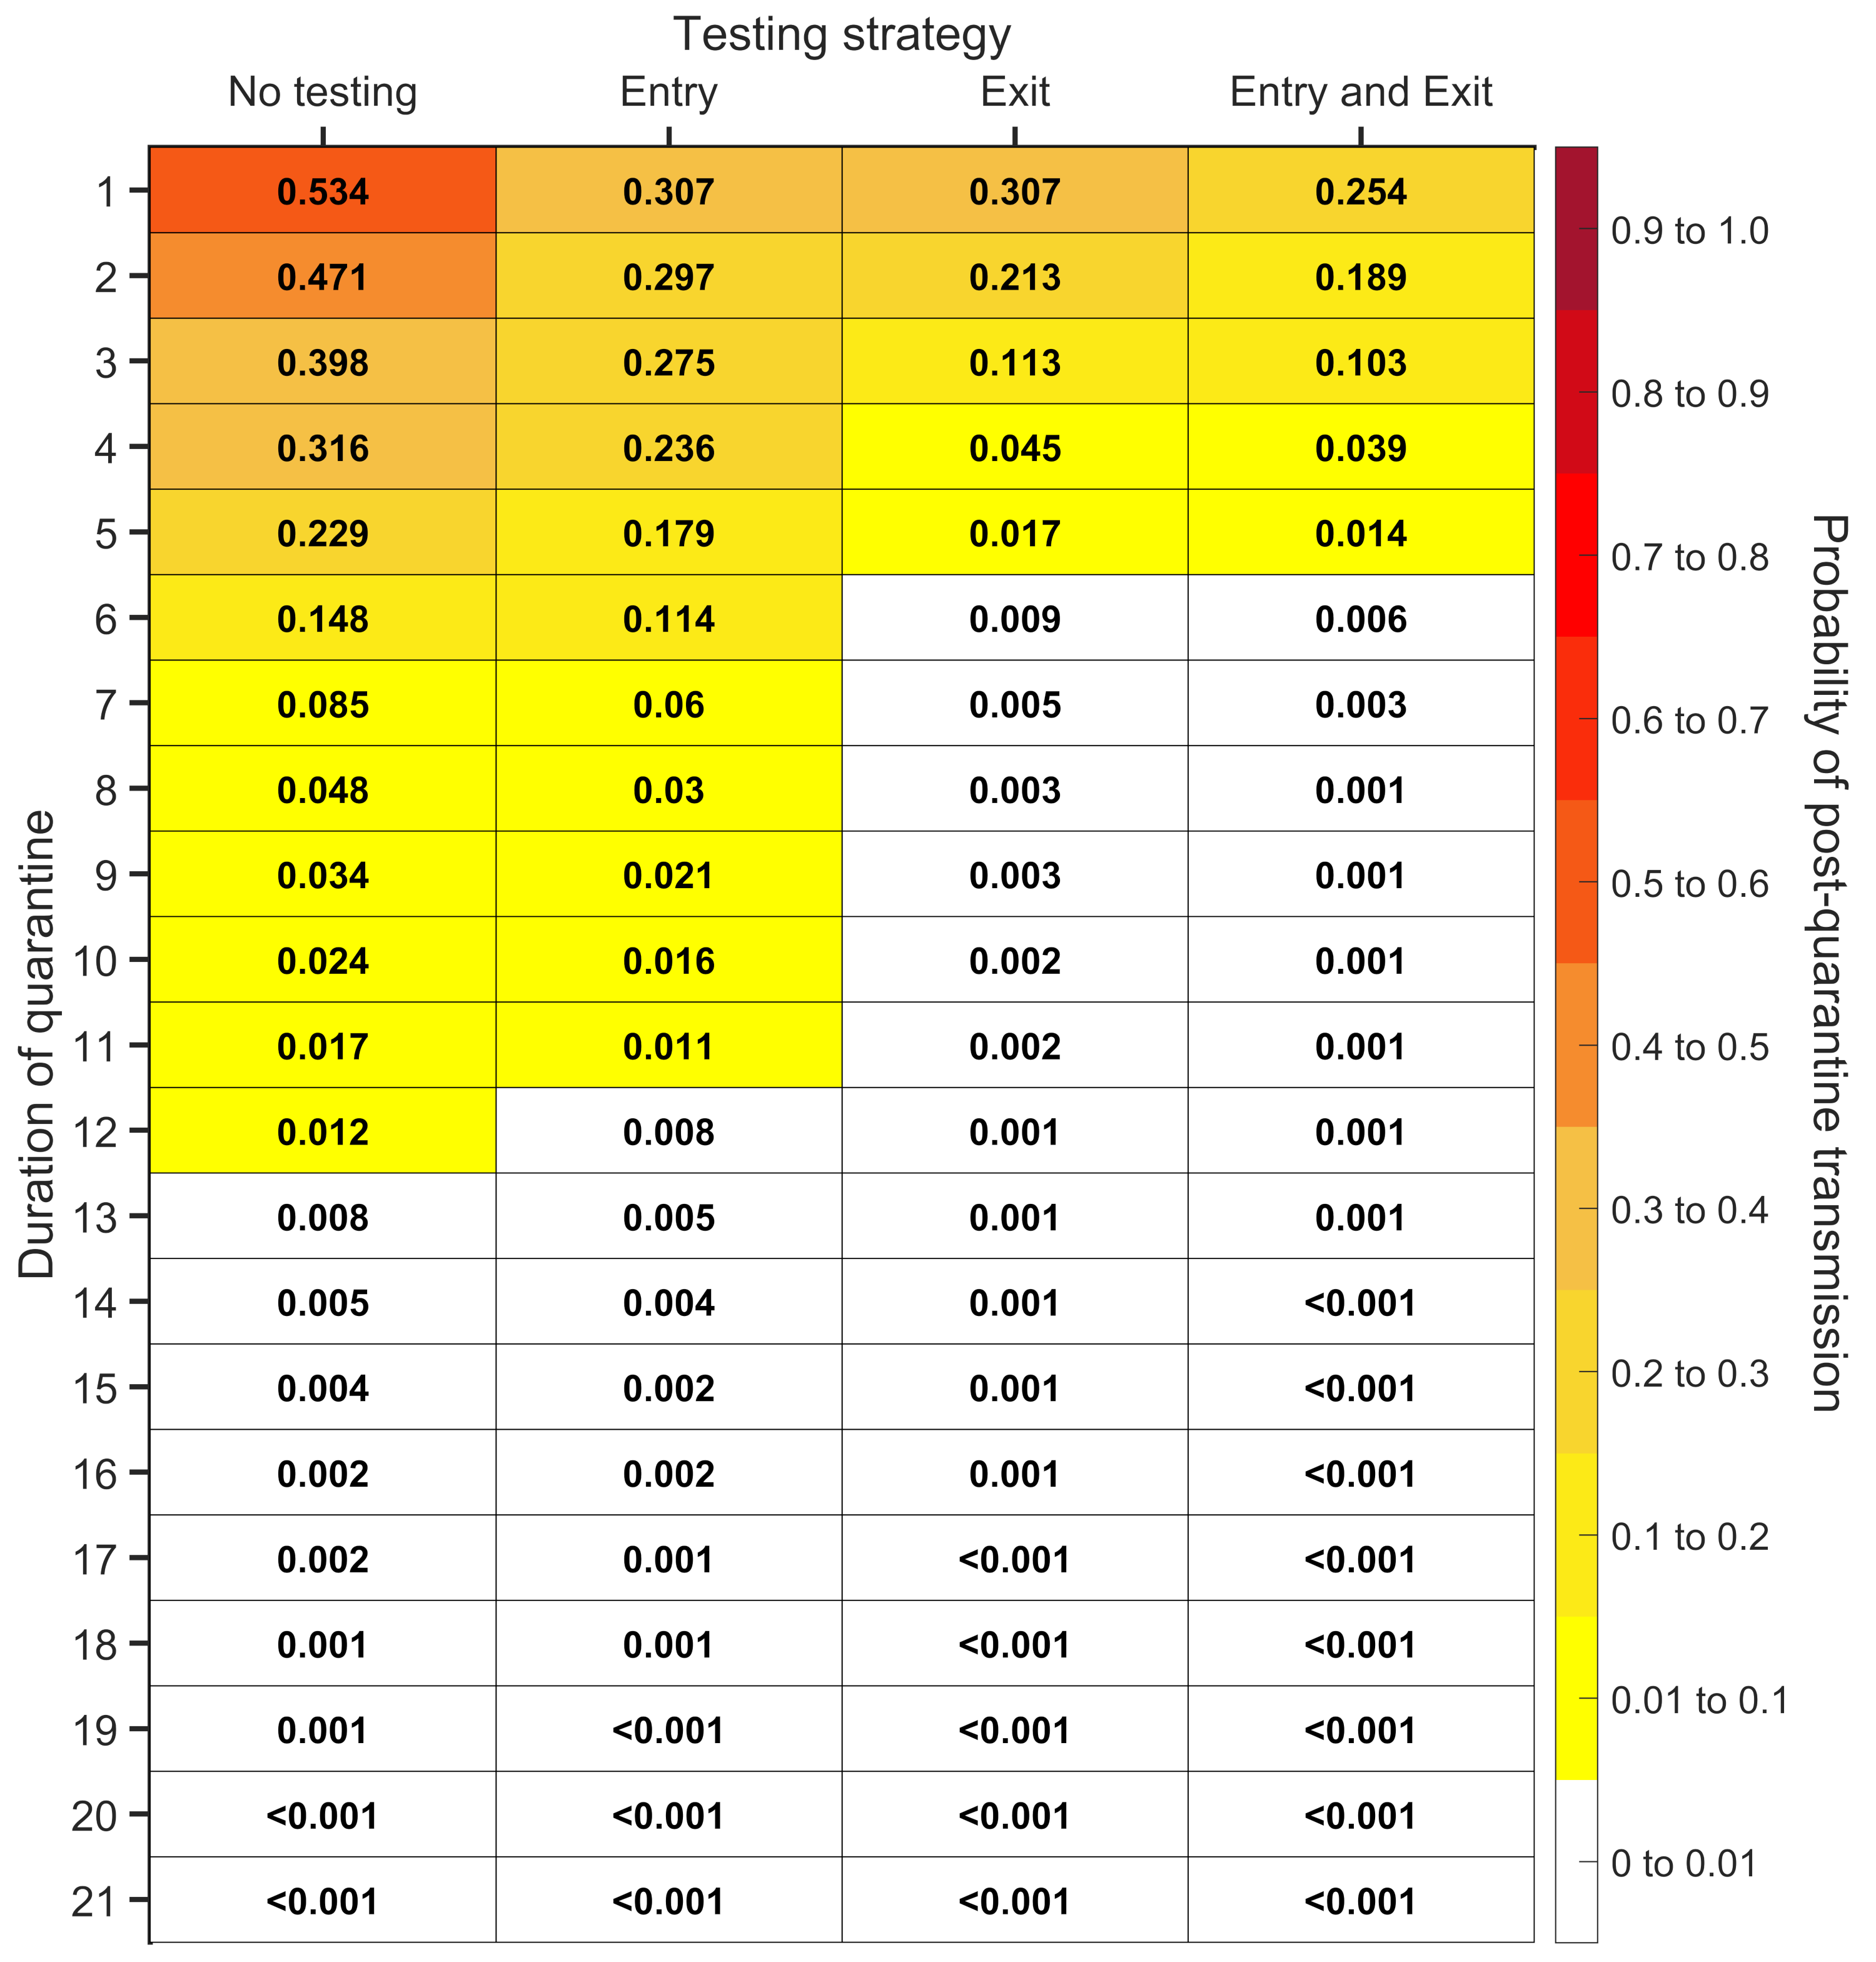 Testing strategy
No testing Entry Exit Entry and Exit
1 0.534 0.307 0.307 0.254
2 0.471 0.297 0.213 0.189
3 0.398 0.275 0.113 0.103
4 0.316 0.236 0.045 0.039
5 0.229 0.179 0.017 0.014
6 0.148 0.114 0.009 0.006
7 0.085 0.06 0.005 0.003
8 0.048 0.03 0.003 0.001
9 0.034 0.021 0.003 0.001
10 0.024 0.016 0.002 0.001
11 0.017 0.011 0.002 0.001
12 0.012 0.008 0.001 0.001
13 0.008 0.005 0.001 0.001
14 0.005 0.004 0.001 <0.001
15 0.004 0.002 0.001 <0.001
16 0.002 0.002 0.001 <0.001
17 0.002 0.001 <0.001 <0.001
18 0.001 0.001 <0.001 <0.001
19 0.001 <0.001 <0.001 <0.001
20 <0.001 <0.001 <0.001 <0.001
21 <0.001 <0.001 <0.001 <0.001
Duration of quarantine
0.9 to 1.0
0.8 to 0.9
0.7 to 0.8
0.6 to 0.7
0.5 to 0.6
0.4 to 0.5
0.3 to 0.4
0.2 to 0.3
0.1 to 0.2
0.01 to 0.1
0 to 0.01
Probability of post-quarantine transmission